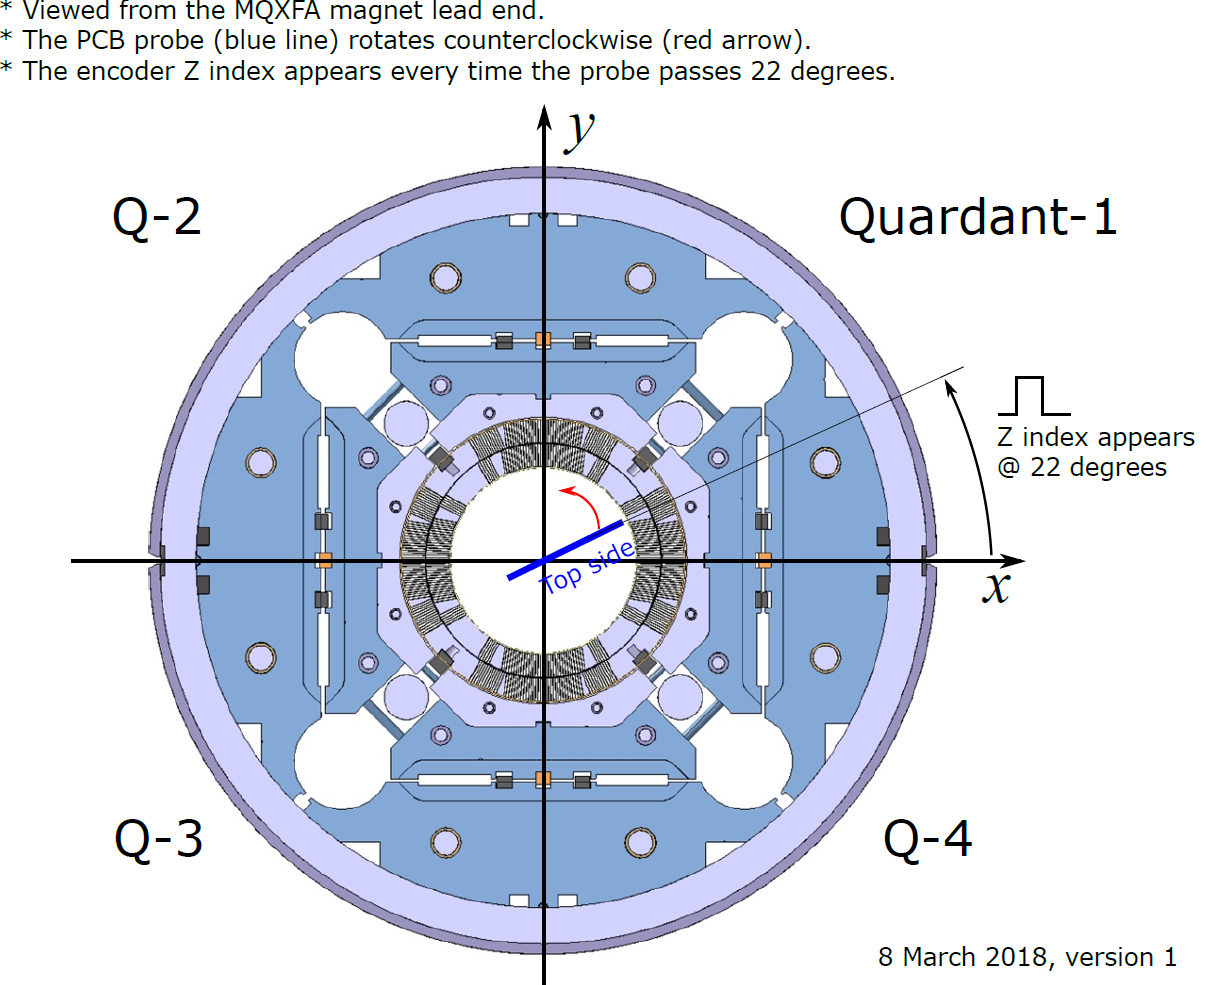 * Viewed from the MQXFA magnet lead end.
* The PCB probe (blue line) rotates counterclockwise (red arrow).
* The encoder Z index appears every time the probe passes 22 degrees.
y
Q-2
Quardant-1
Z index appears
@ 22 degrees
Top side
x
Q-3
Q-4
8 March 2018, version 1